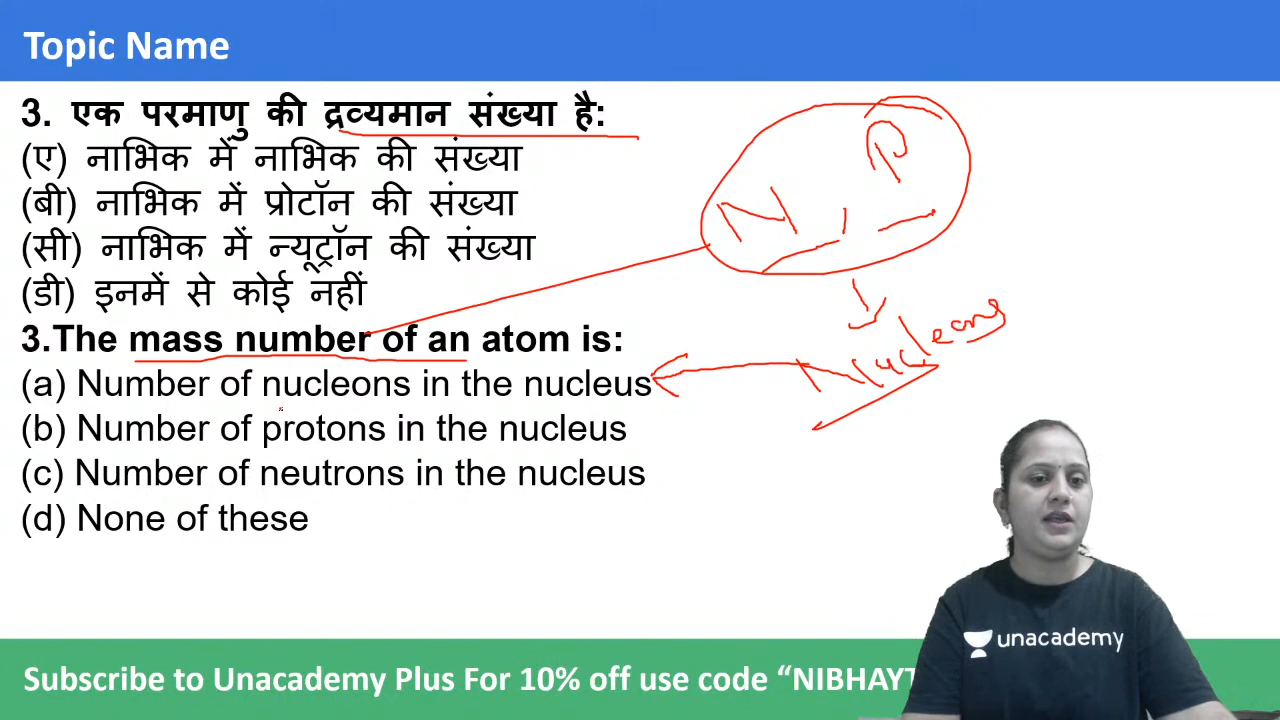 Topic Name
3. एक परमाणु की द्रव्यमान संख्या है:
(ए) नाभिक में नाभिक की संख्या
(बी) नाभिक में प्रोटॉन की संख्या
(सी) नाभिक में न्यूट्रॉन की संख्या
(डी) इनमें से कोई नहीं
3.The mass number of an atom is:
(a) Number of nucleons in the nucleus
(b) Number of protons in the nucleus
(c) Number of neutrons in the nucleus
(d) None of these
N, P
Nucleons
unacademy
Subscribe to Unacademy Plus For 10% off use code “NIBHAYT